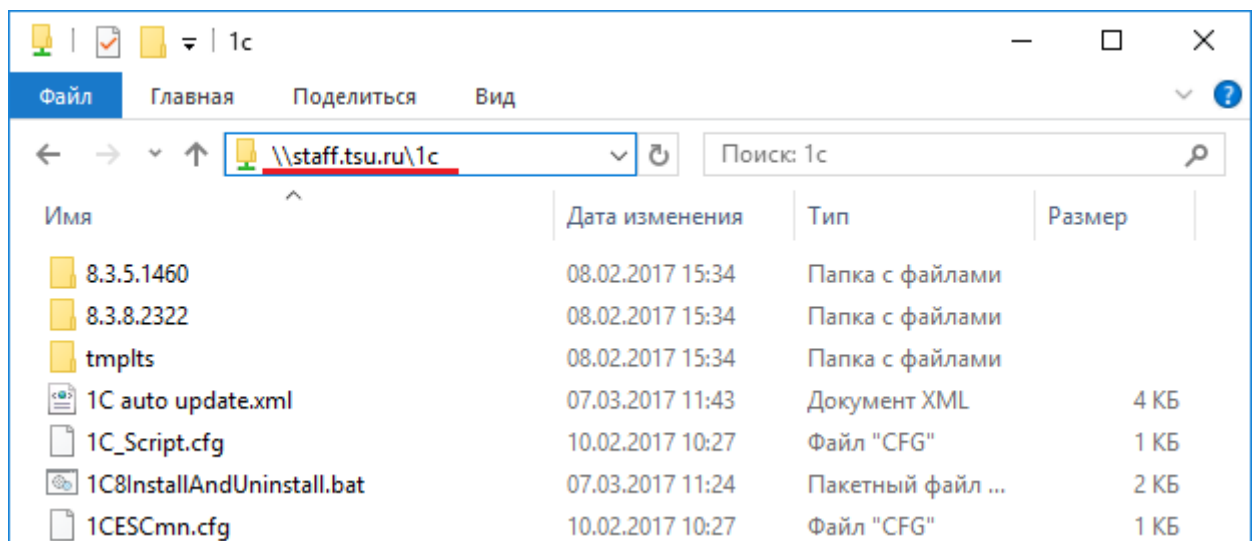 1c
Файл Главная Поделиться Вид
\\staff.tsu.ru\1c Поиск: 1c
Имя Дата изменения Тип Размер
8.3.5.1460 08.02.2017 15:34 Папка с файлами
8.3.8.2322 08.02.2017 15:34 Папка с файлами
tmplts 08.02.2017 15:34 Папка с файлами
1C auto update.xml 07.03.2017 11:43 Документ XML 4 КБ
1C_Script.cfg 10.02.2017 10:27 Файл "CFG" 1 КБ
1C8InstallAndUninstall.bat 07.03.2017 11:24 Пакетный файл ... 2 КБ
1CESCmn.cfg 10.02.2017 10:27 Файл "CFG" 1 КБ